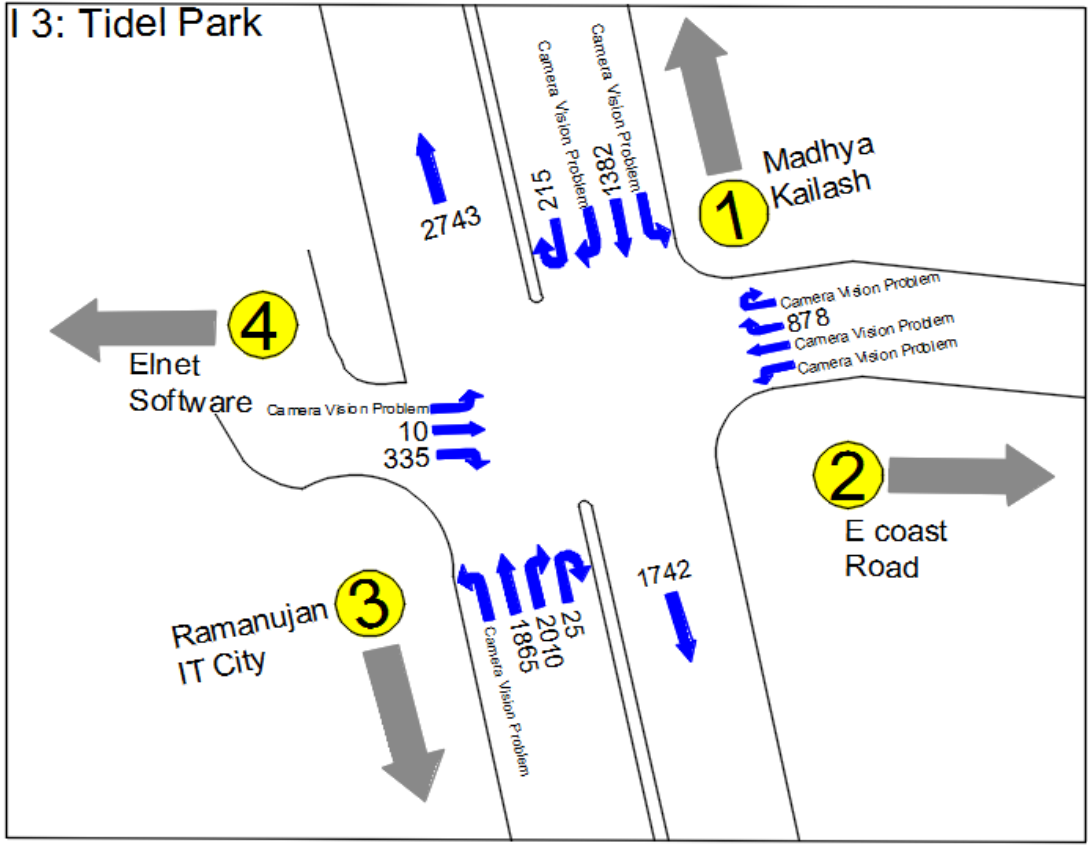 I 3: Tidel Park
Camera Vision Problem
Camera Vision Problem
215
1382
2743
1
Madhya
Kailash
Camera Vision Problem
878
Camera Vision Problem
Camera Vision Problem
4
Elnet
Software
Camera Vision Problem
10
335
2
E coast
Road
3
Ramanujan
IT City
Camera Vision Problem
1865
2010
25
1742